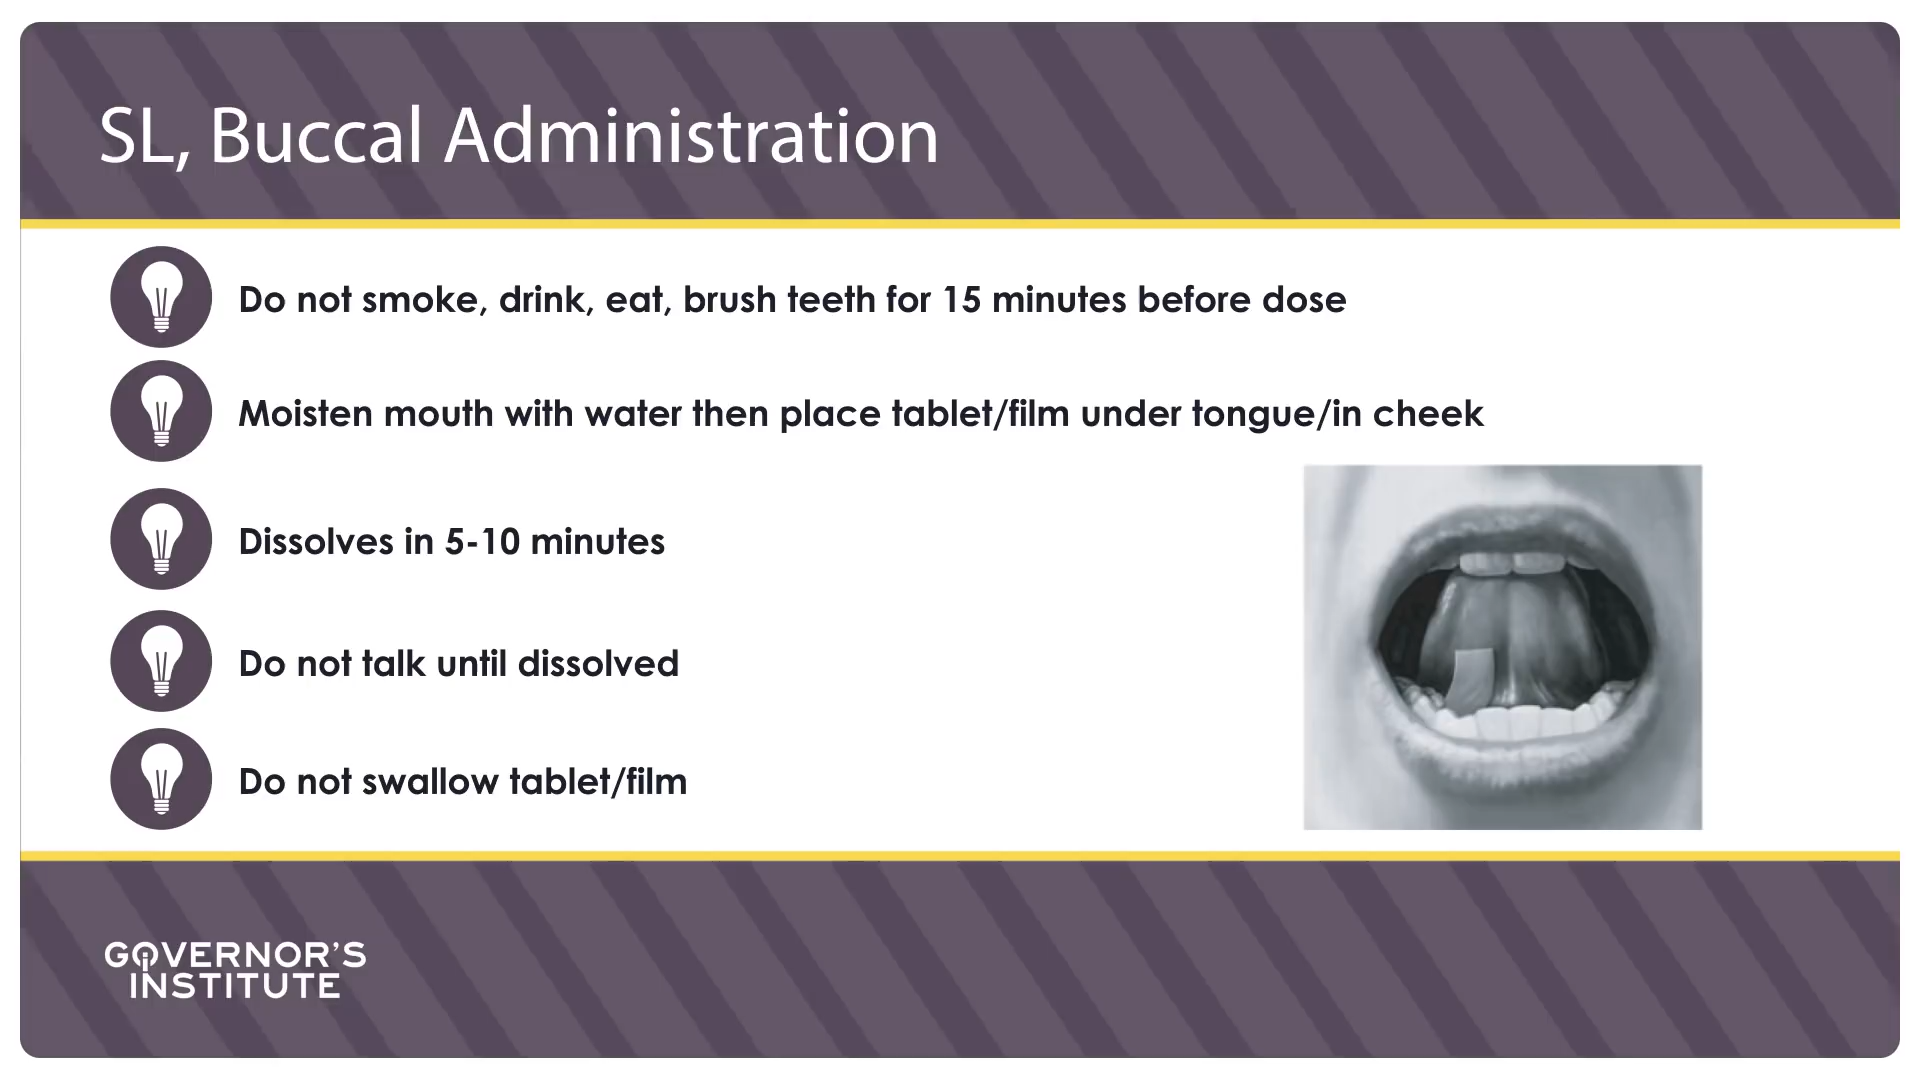 SL, Buccal Administration
Do not smoke, drink, eat, brush teeth for 15 minutes before dose
Moisten mouth with water then place tablet/film under tongue/in cheek
Dissolves in 5-10 minutes
Do not talk until dissolved
Do not swallow tablet/film
GOVERNOR'S
INSTITUTE